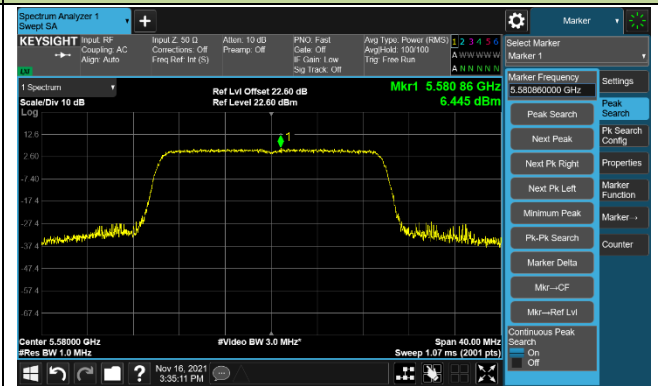 Spectrum Analyzer 1
Swept SA
Marker
KEYSIGHT
Input: RF
Coupling: AC
Align: Auto
Input Z: 50 Ω
Corrections: Off
Freq Ref: Int (S)
Atten: 10 dB
Preamp: Off
PNO: Fast
Gate: Off
IF Gain: Low
Sig Track: Off
Avg Type: Power (RMS)
Avg|Hold: 100/100
Trig: Free Run
1 2 3 4 5 6
A W W W W W
A N N N N N
Select Marker
Marker 1
1 Spectrum
Scale/Div 10 dB
Log
Ref Lvl Offset 22.60 dB
Ref Level 22.60 dBm
Mkr1 5.580 86 GHz
6.445 dBm
Marker Frequency
5.580860000 GHz
Settings
Peak Search
Peak
Search
Next Peak
Pk Search
Config
Next Pk Right
Properties
Next Pk Left
Marker
Function
Minimum Peak
Marker→
Pk-Pk Search
Counter
Marker Delta
Mkr→CF
Mkr→Ref Lvl
Continuous Peak
Search
On
Off
12.6
2.60
-7.40
-17.4
-27.4
-37.4
-47.4
-57.4
-67.4
1
Center 5.58000 GHz
#Res BW 1.0 MHz
#Video BW 3.0 MHz*
Span 40.00 MHz
Sweep 1.07 ms (2001 pts)
Nov 16, 2021
3:35:11 PM